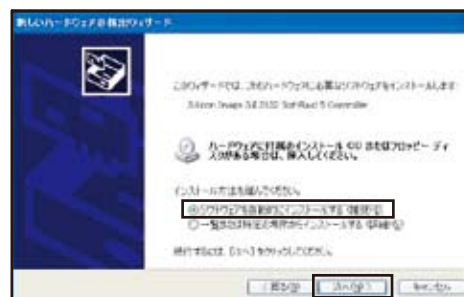 新しいハードウェアの検出ウィザード
このウィザードでは、次のハードウェアに必要なソフトウェアをインストールします:
Silicon Image SiI 3132 SoftRaid 5 Controller
ハードウェアに付属のインストール CD またはフロッピー ディ
スクがある場合は、挿入してください。
インストール方法を選んでください。
ソフトウェアを自動的にインストールする (推奨)(I)
一覧または特定の場所からインストールする (詳細)(S)
続行するには、[次へ] をクリックしてください。
< 戻る(B)
次へ(N) >
キャンセル